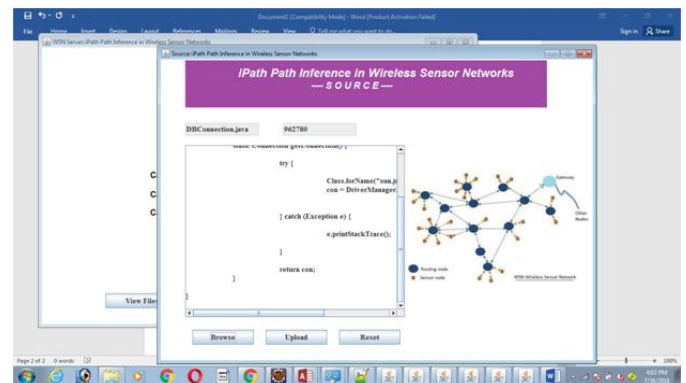 Document1 [Compatibility Mode] - Word (Product Activation Failed)
File Home Insert Design Layout References Mailings Review View Tell me what you want to do...
Sign in Share
WSN Server:iPath Path Inference in Wireless Sensor Networks
Source:iPath Path Inference in Wireless Sensor Networks
iPath Path Inference in Wireless Sensor Networks
---- S O U R C E ----
DBConnection.java 962780
static Connection getConnection() {
try {
Class.forName("sun.j
con = DriverManager.
} catch (Exception e) {
e.printStackTrace();
}
return con;
}
}
Gateway
Other
Nodes
Routing node
Sensor node
WSN-Wireless Sensor Network
C
C
C
View Files
Browse Upload Reset
Page 2 of 2 0 words
100%
4:02 PM
7/26/2018